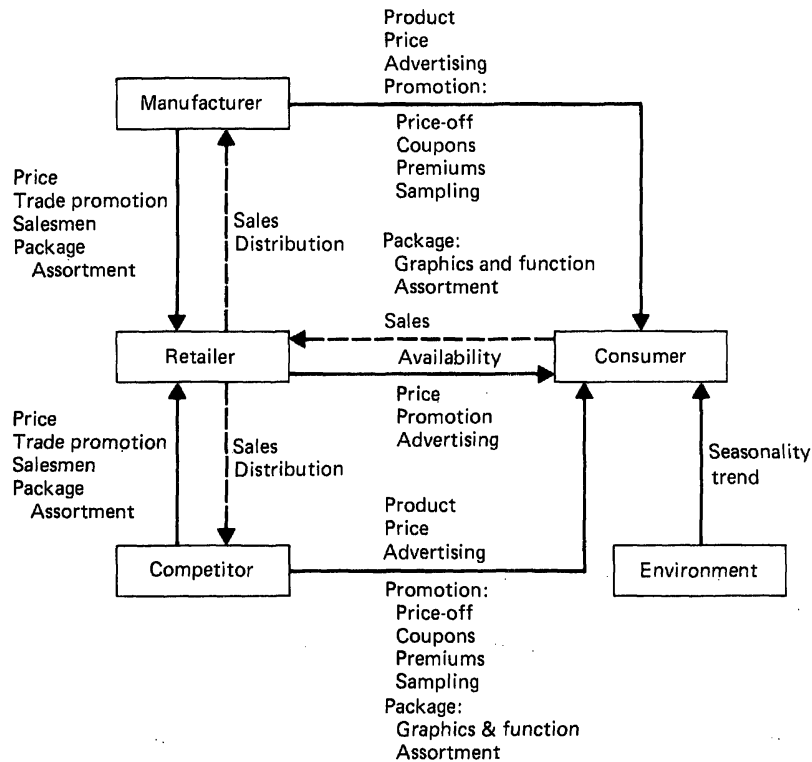 Product
Price
Advertising
Promotion:
Manufacturer
Price-off
Coupons
Premiums
Sampling
Price
Trade promotion
Salesmen
Package
Assortment
Sales
Distribution
Package:
Graphics and function
Assortment
Sales
Retailer
Availability
Consumer
Price
Promotion
Advertising
Price
Trade promotion
Salesmen
Package
Assortment
Sales
Distribution
Seasonality
trend
Product
Price
Advertising
Competitor
Environment
Promotion:
Price-off
Coupons
Premiums
Sampling
Package:
Graphics & function
Assortment